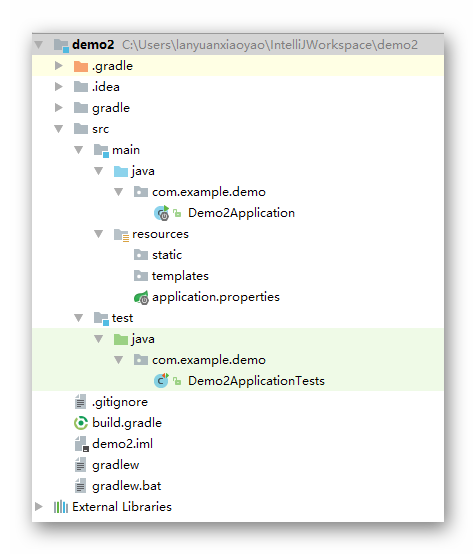 demo2 C:\Users\lanyuanxiaoyao\IntelliJWorkspace\demo2
.gradle
.idea
gradle
src
main
java
com.example.demo
Demo2Application
resources
static
templates
application.properties
test
java
com.example.demo
Demo2ApplicationTests
.gitignore
build.gradle
demo2.iml
gradlew
gradlew.bat
External Libraries